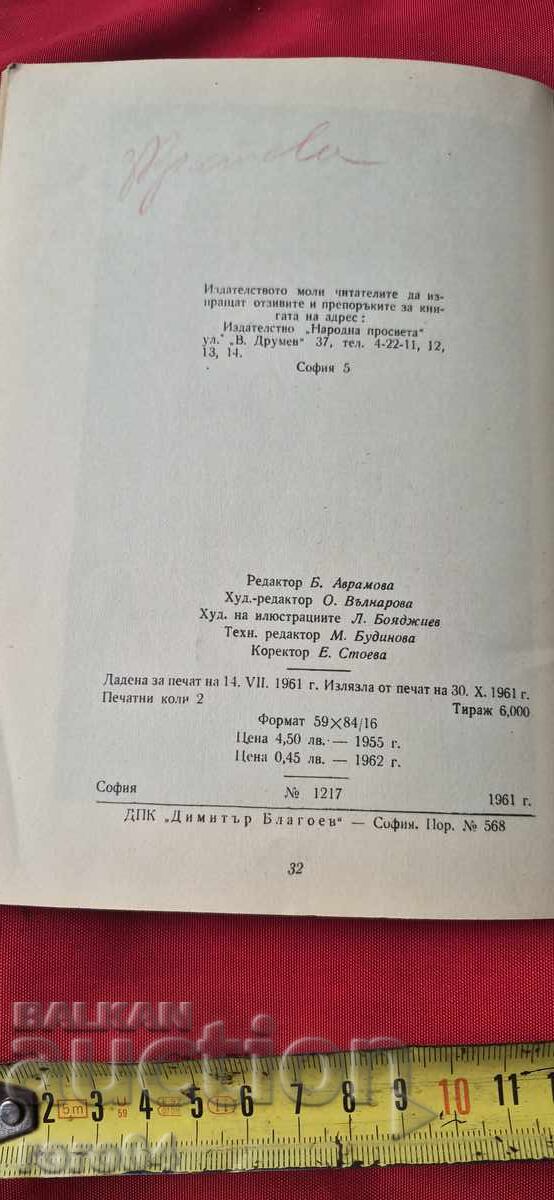 Издателството моли читателите да из-
пращат отзивите и препоръките за кни-
гата на адрес:
Издателство „Народна просвета“
ул. „В. Друмев“ 37, тел. 4-22-11, 12,
13, 14.
София 5
Редактор Б. Аврамова
Худ.-редактор О. Вълнарова
Худ. на илюстрациите Л. Бояджиев
Техн. редактор М. Будинова
Коректор Е. Стоева
Дадена за печат на 14. VII. 1961 г. Излязла от печат на 30. X. 1961 г.
Печатни коли 2 Тираж 6,000
Формат 59×84/16
Цена 4,50 лв. — 1955 г.
Цена 0,45 лв. — 1962 г.
София № 1217 1961 г.
ДПК „Димитър Благоев“ — София. Пор. № 568
32
BALKAN
auction
2 5m 3 4 5 II 6 7 8 9 10 11
toro64